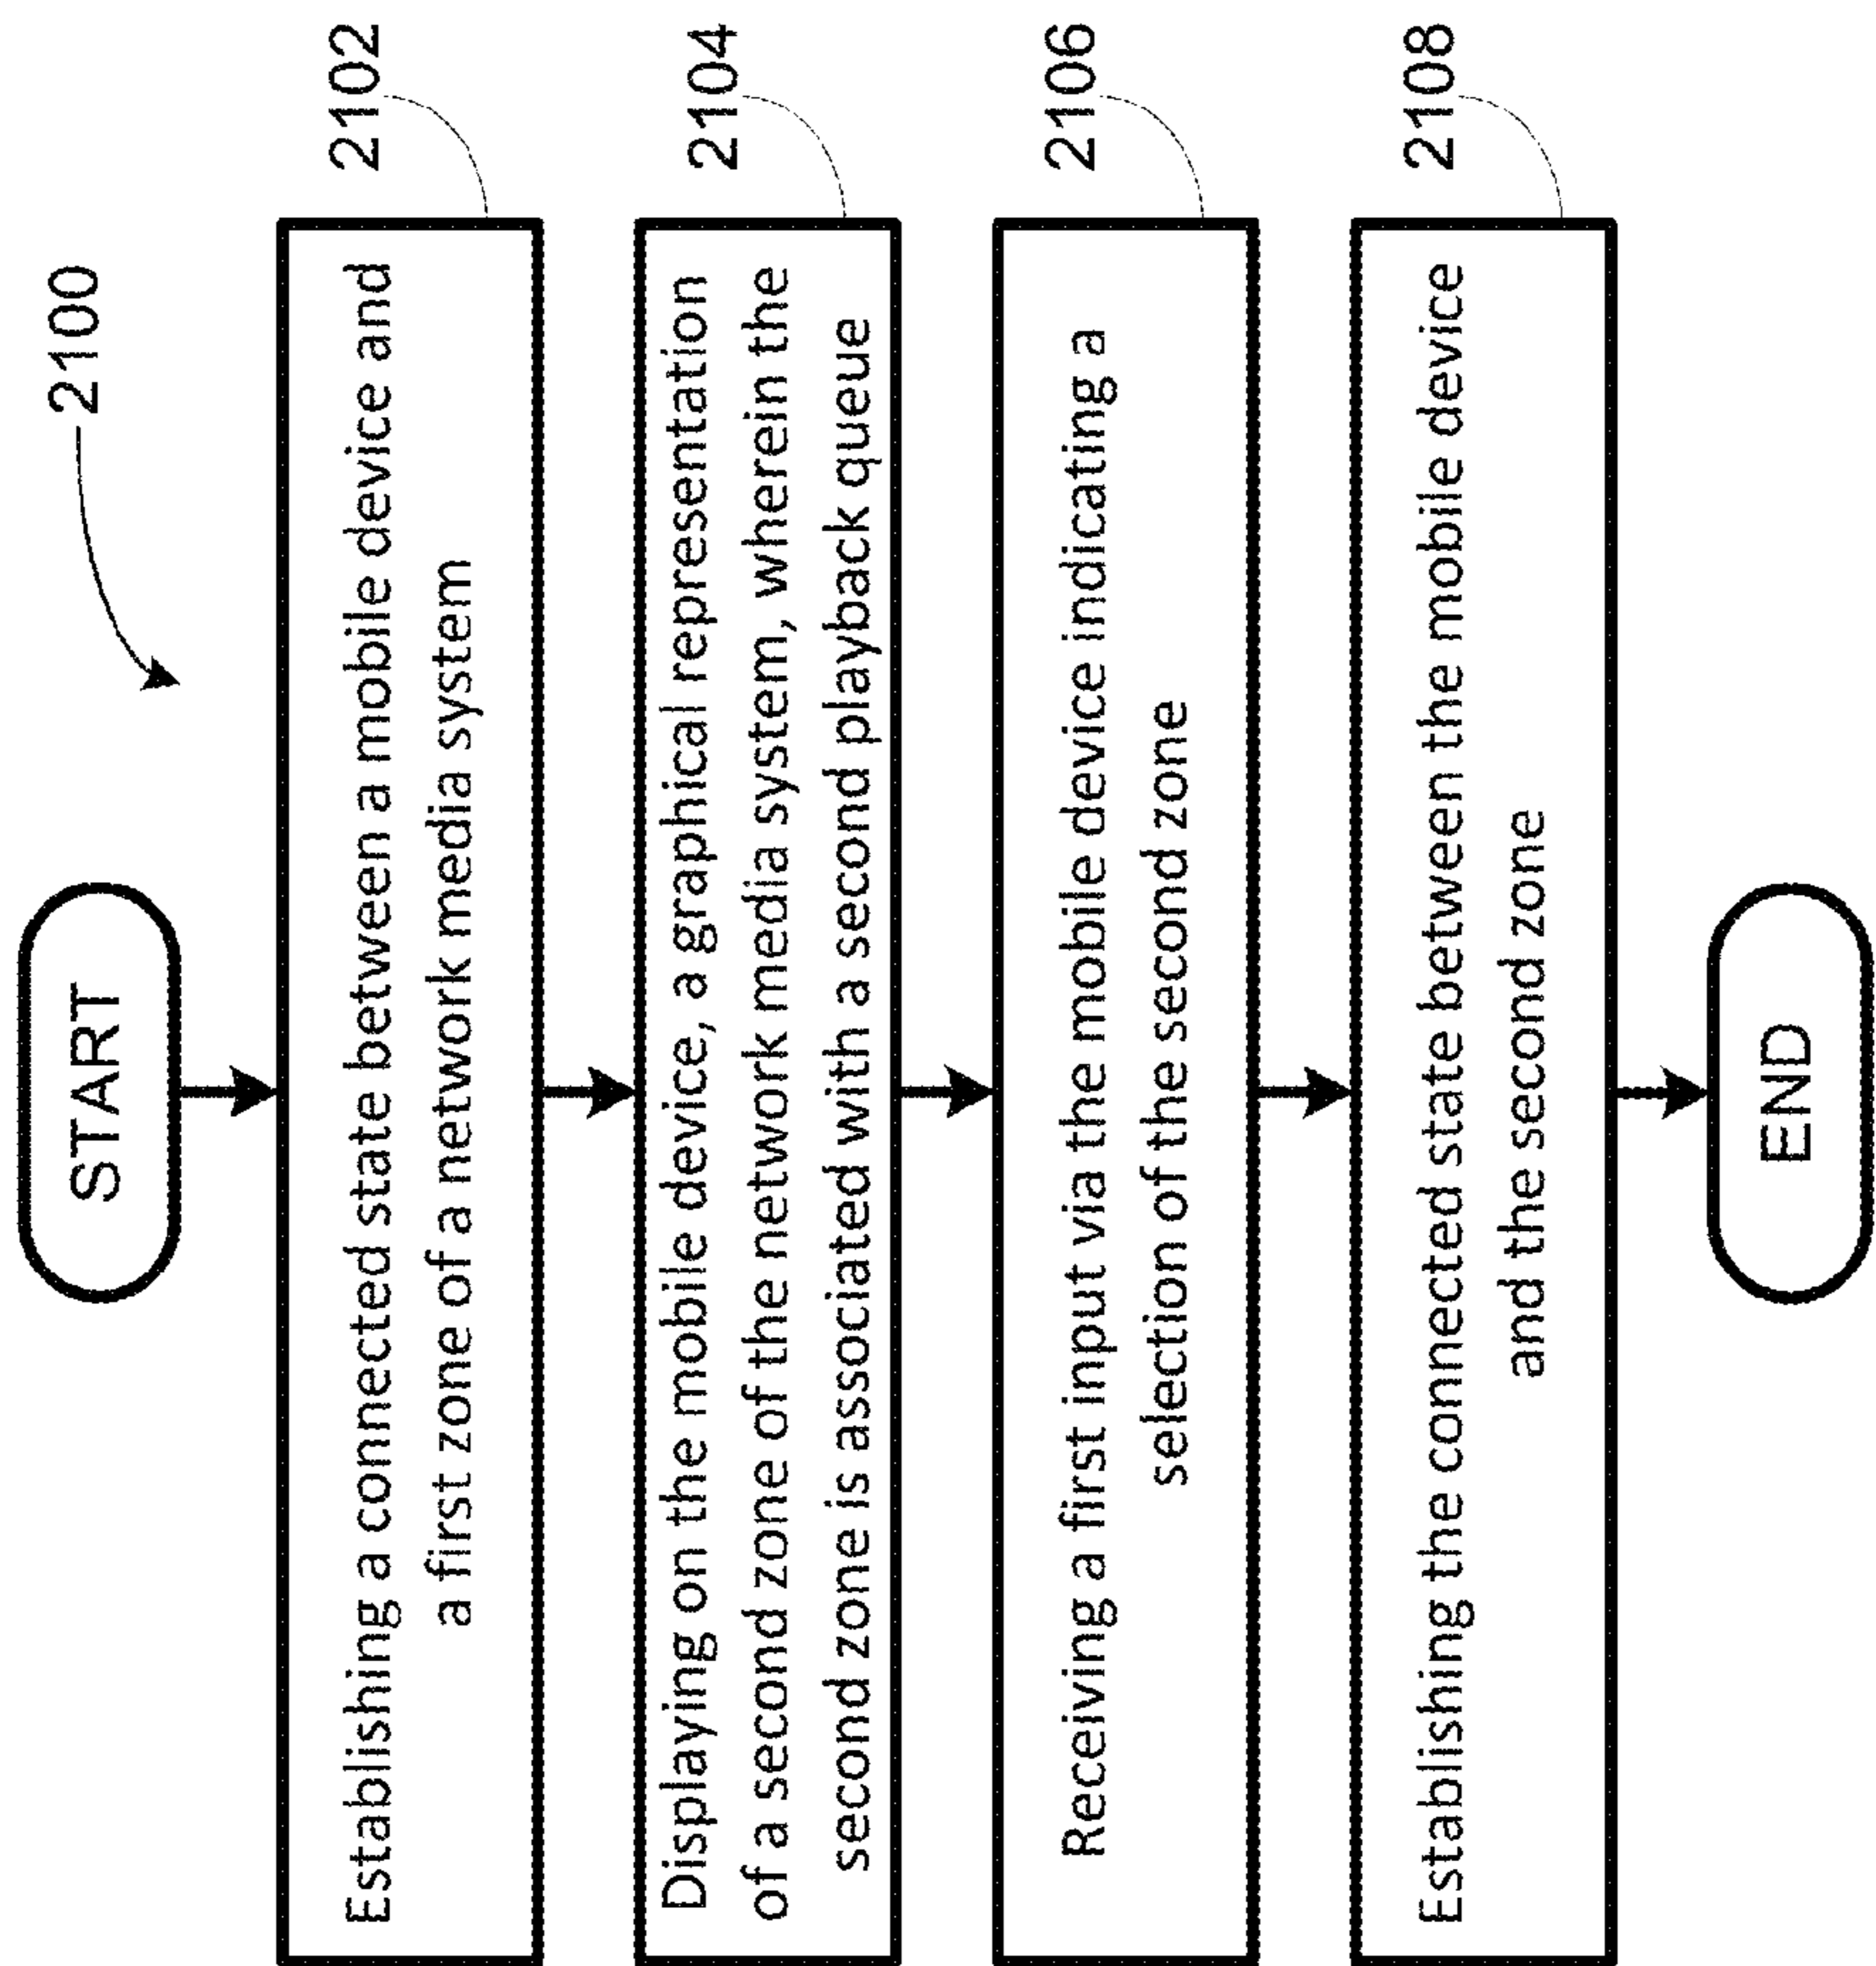 2100
START
Establishing a connected state between a mobile device and
a first zone of a network media system
2102
Displaying on the mobile device, a graphical representation
of a second zone of the network media system, wherein the
second zone is associated with a second playback queue
2104
Receiving a first input via the mobile device indicating a
selection of the second zone
2106
Establishing the connected state between the mobile device
and the second zone
2108
END